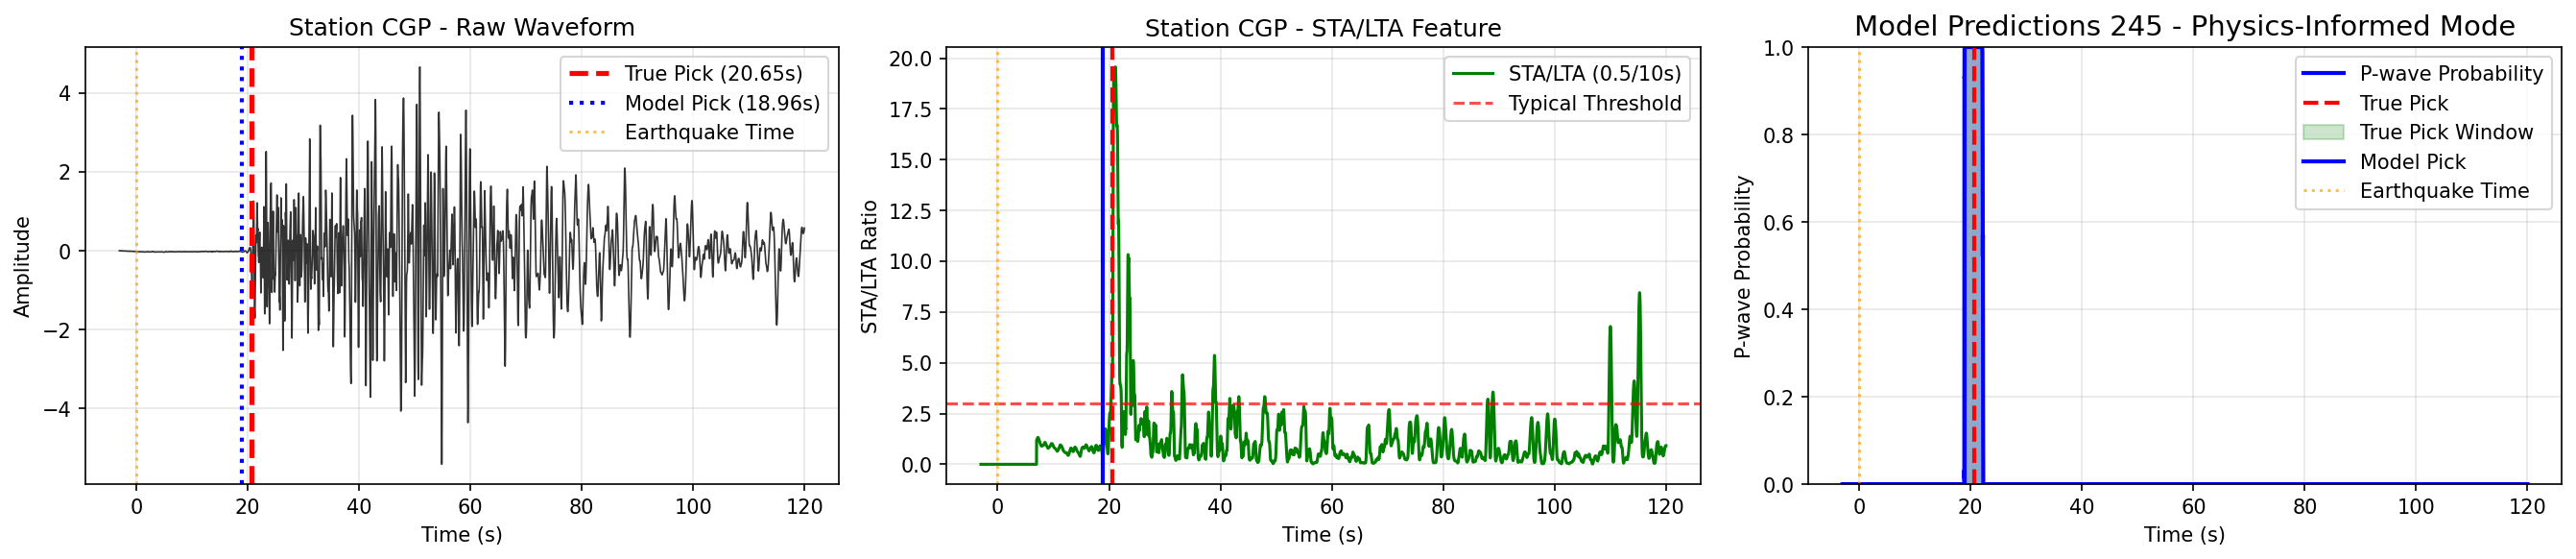 Station CGP - Raw Waveform
True Pick (20.65s)
Model Pick (18.96s)
Earthquake Time
Amplitude
4
2
0
−2
−4
0
20
40
60
80
100
120
Time (s)
Station CGP - STA/LTA Feature
STA/LTA (0.5/10s)
Typical Threshold
STA/LTA Ratio
20.0
17.5
15.0
12.5
10.0
7.5
5.0
2.5
0.0
0
20
40
60
80
100
120
Time (s)
Model Predictions 245 - Physics-Informed Mode
P-wave Probability
True Pick
True Pick Window
Model Pick
Earthquake Time
P-wave Probability
1.0
0.8
0.6
0.4
0.2
0.0
0
20
40
60
80
100
120
Time (s)